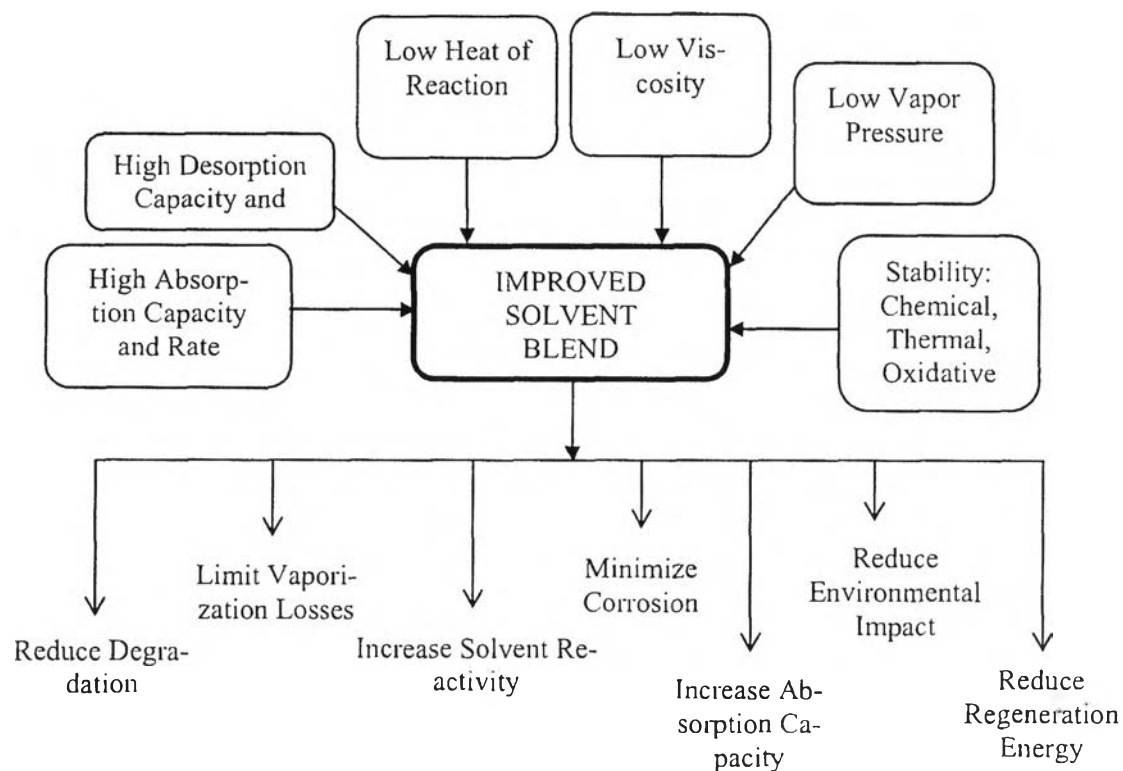 Low Heat of
Reaction
Low Vis-
cosity
Low Vapor
Pressure
High Desorption
Capacity and
High Absorp-
tion Capacity
and Rate
IMPROVED
SOLVENT
BLEND
Stability:
Chemical,
Thermal,
Oxidative
Reduce Degra-
dation
Limit Vapori-
zation Losses
Increase Solvent Re-
activity
Minimize
Corrosion
Increase Ab-
sorption Ca-
pacity
Reduce
Environmental
Impact
Reduce
Regeneration
Energy